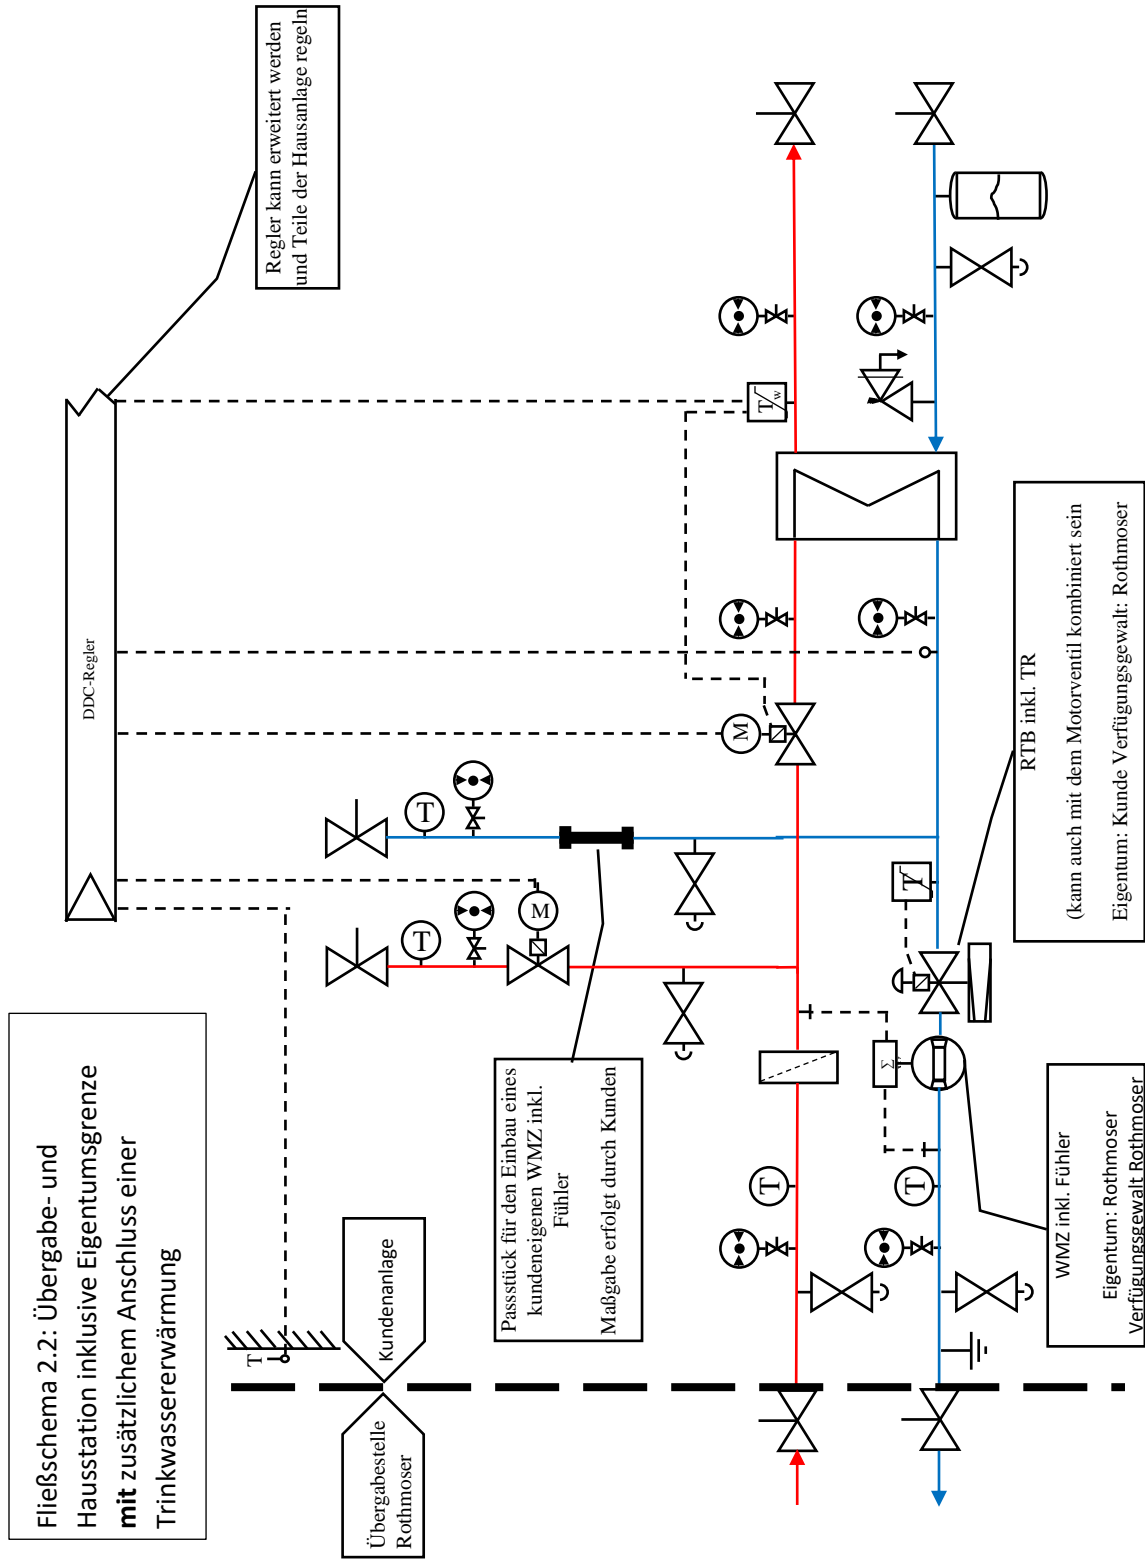 Fließschema 2.2: Übergabe- und
Hausstation inklusive Eigentumsgrenze
mit zusätzlichem Anschluss einer
Trinkwassererwärmung
Übergabestelle
Rothmoser
Kundenanlage
T
DDC-Regler
Regler kann erweitert werden
und Teile der Hausanlage regeln
T
T
M
M
Passstück für den Einbau eines
kundeneigenen WMZ inkl.
Fühler
Maßgabe erfolgt durch Kunden
T
T
Σ
T
Tw
WMZ inkl. Fühler
Eigentum: Rothmoser
Verfügungsgewalt Rothmoser
RTB inkl. TR
(kann auch mit dem Motorventil kombiniert sein
Eigentum: Kunde Verfügungsgewalt: Rothmoser